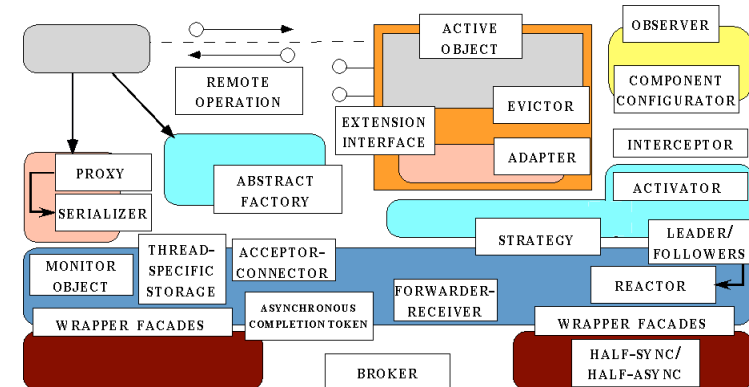 OBSERVER
ACTIVE
OBJECT
REMOTE
OPERATION
COMPONENT
CONFIGURATOR
EVICTOR
EXTENSION
INTERFACE
INTERCEPTOR
ADAPTER
PROXY
ABSTRACT
FACTORY
ACTIVATOR
SERIALIZER
STRATEGY
LEADER/
FOLLOWERS
MONITOR
OBJECT
THREAD-
SPECIFIC
STORAGE
ACCEPTOR-
CONNECTOR
REACTOR
FORWARDER-
RECEIVER
ASYNCHRONOUS
COMPLETION TOKEN
WRAPPER FACADES
WRAPPER FACADES
BROKER
HALF-SYNC/
HALF-ASYNC